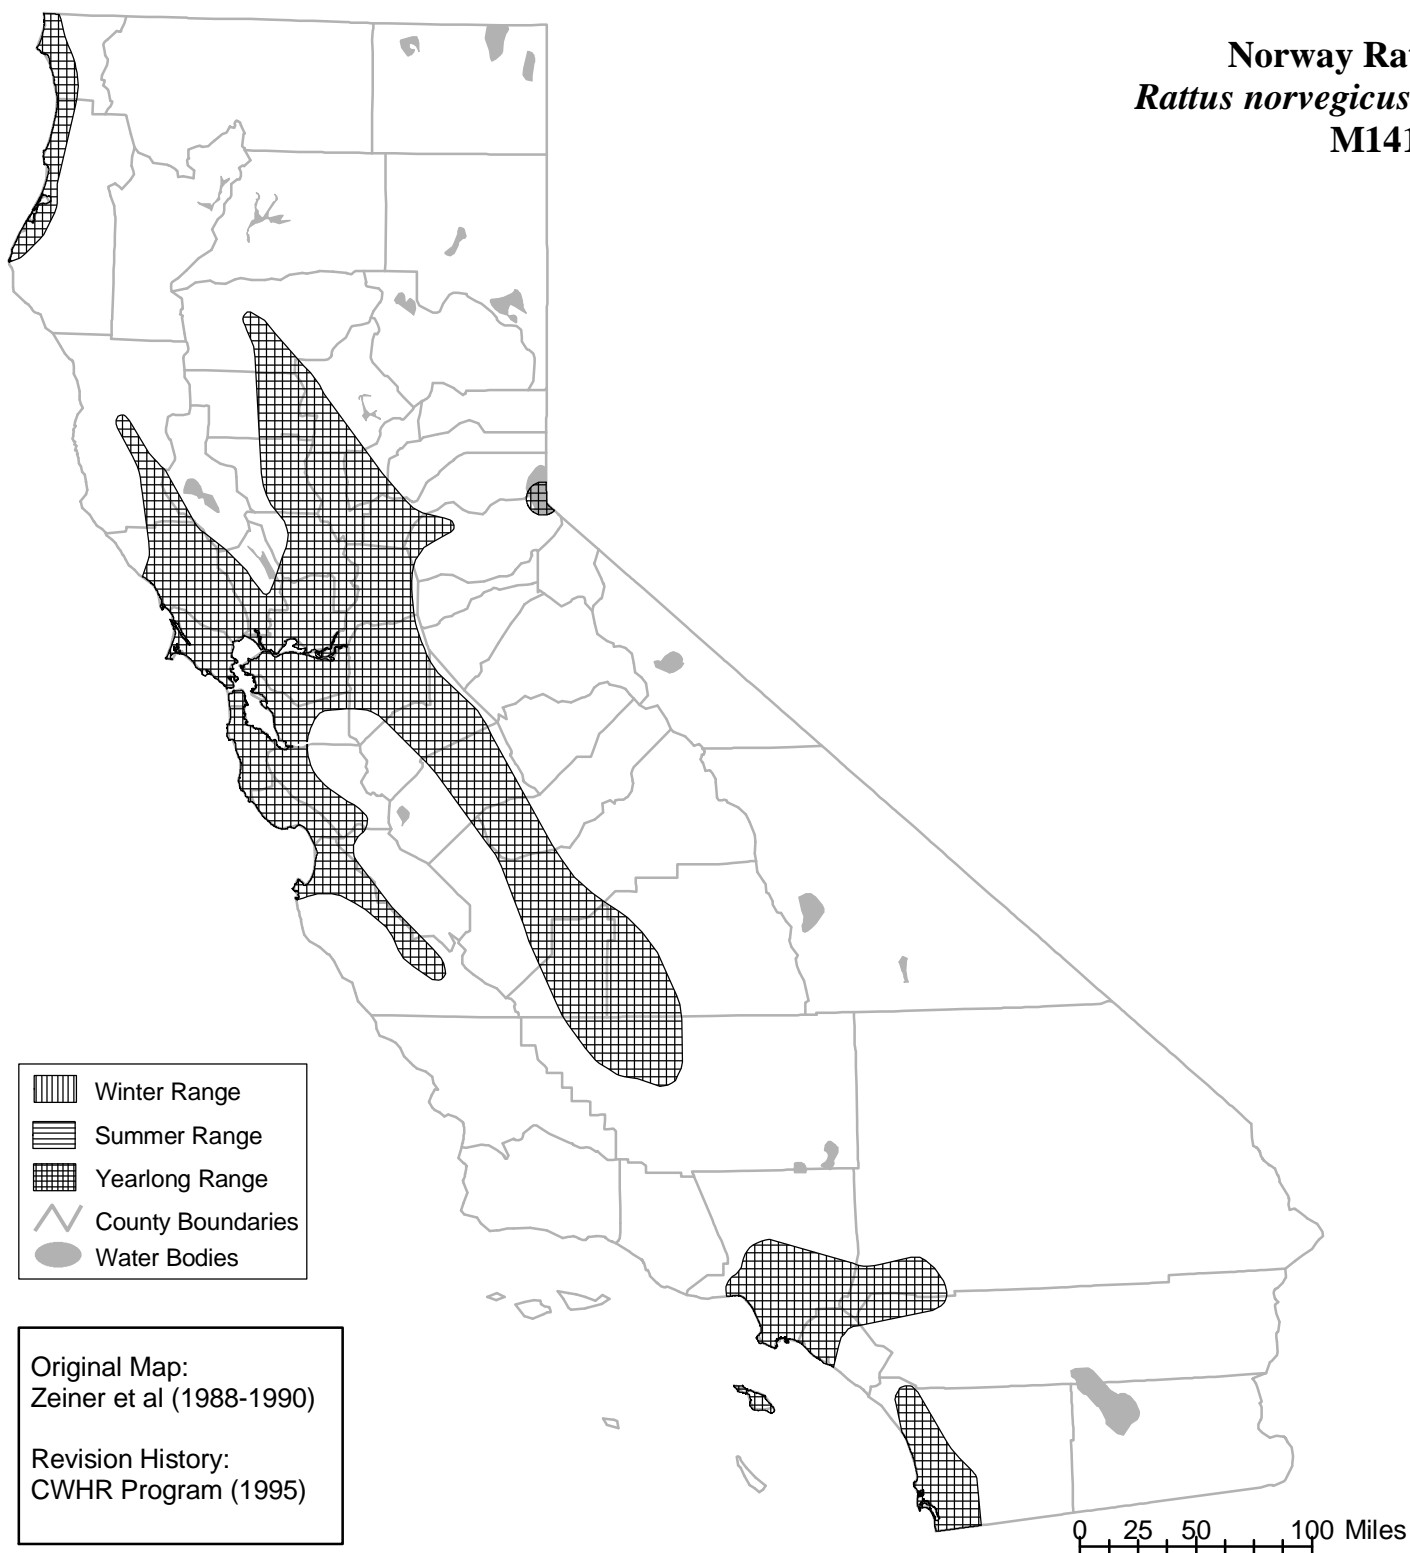 Norway Ra
Rattus norvegicus
M141
Winter Range
Summer Range
Yearlong Range
County Boundaries
Water Bodies
Original Map:
Zeiner et al (1988-1990)
Revision History:
CWHR Program (1995)
0 25 50 100 Miles